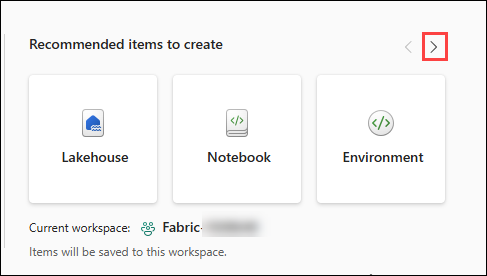 Recommended items to create
Lakehouse
Notebook
Environment
Current workspace: Fabric-
Items will be saved to this workspace.